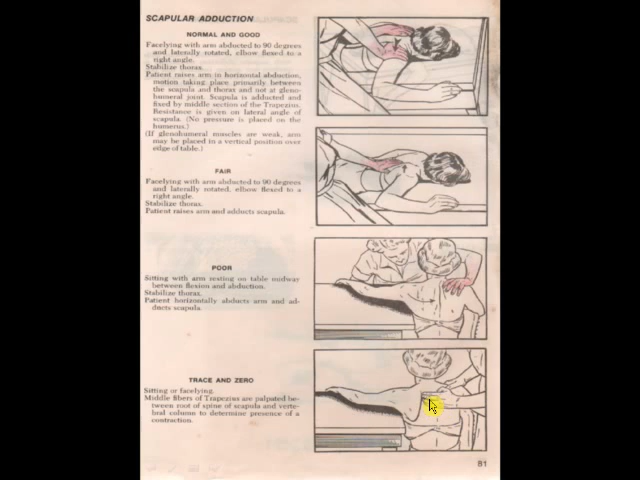 SCAPULAR ADDUCTION
NORMAL AND GOOD
Facelying with arm abducted to 90 degrees
and laterally rotated, elbow flexed to a
right angle.
Stabilize thorax.
Patient raises arm in horizontal abduction,
motion taking place primarily between
the scapula and thorax and not at gleno-
humeral joint. Scapula is adducted and
fixed by middle section of the Trapezius.
Resistance is given on lateral angle of
scapula. (No pressure is placed on the
humerus.)
(If glenohumeral muscles are weak, arm
may be placed in a vertical position over
edge of table.)
FAIR
Facelying with arm abducted to 90 degrees
and laterally rotated, elbow flexed to a
right angle.
Stabilize thorax.
Patient raises arm and adducts scapula.
POOR
Sitting with arm resting on table midway
between flexion and abduction.
Stabilize thorax.
Patient horizontally abducts arm and ad-
ducts scapula.
TRACE AND ZERO
Sitting or facelying.
Middle fibers of Trapezius are palpated be-
tween root of spine of scapula and verte-
bral column to determine presence of a
contraction.
81